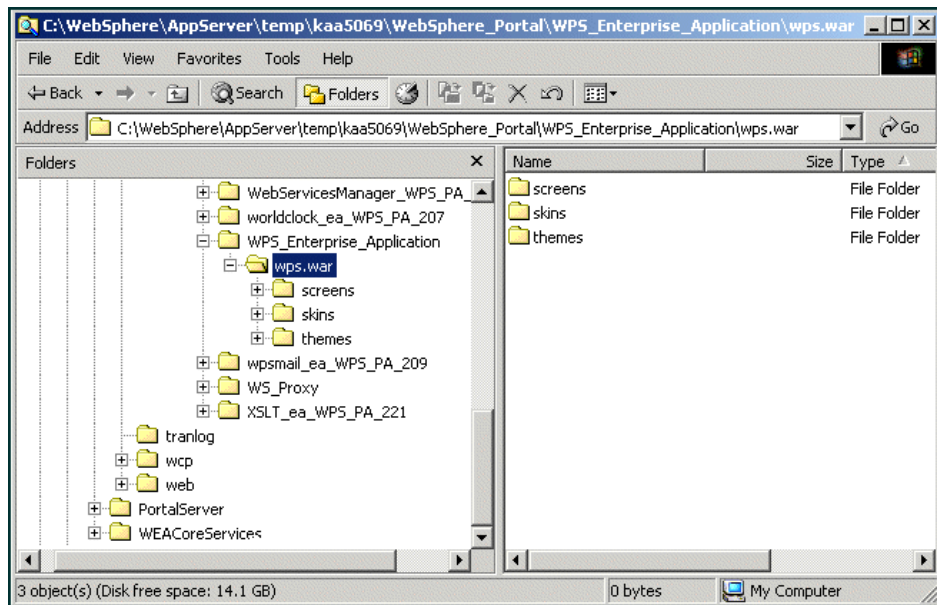 C:\WebSphere\AppServer\temp\kaa5069\WebSphere_Portal\WPS_Enterprise_Application\wps.war
File Edit View Favorites Tools Help
Back Search Folders
Address C:\WebSphere\AppServer\temp\kaa5069\WebSphere_Portal\WPS_Enterprise_Application\wps.war Go
Folders Name Size Type
WebServicesManager_WPS_PA_
worldclock_ea_WPS_PA_207
WPS_Enterprise_Application
wps.war
screens
skins
themes
wpsmail_ea_WPS_PA_209
WS_Proxy
XSLT_ea_WPS_PA_221
tranlog
wcp
web
PortalServer
WEACoreServices
screens File Folder
skins File Folder
themes File Folder
3 object(s) (Disk free space: 14.1 GB) 0 bytes My Computer